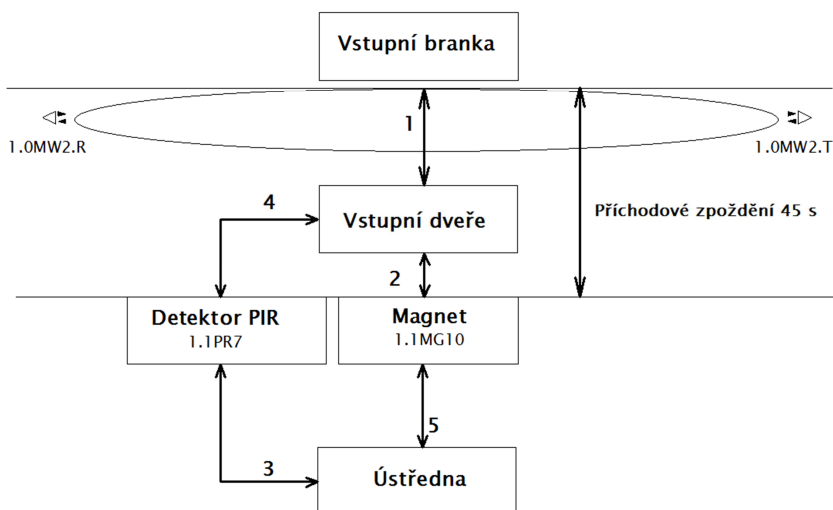 Vstupní branka
1
1.0MW2.R
1.0MW2.T
4
Vstupní dveře
Příchodové zpoždění 45 s
2
Detektor PIR
1.1PR7
Magnet
1.1MG10
5
3
Ústředna